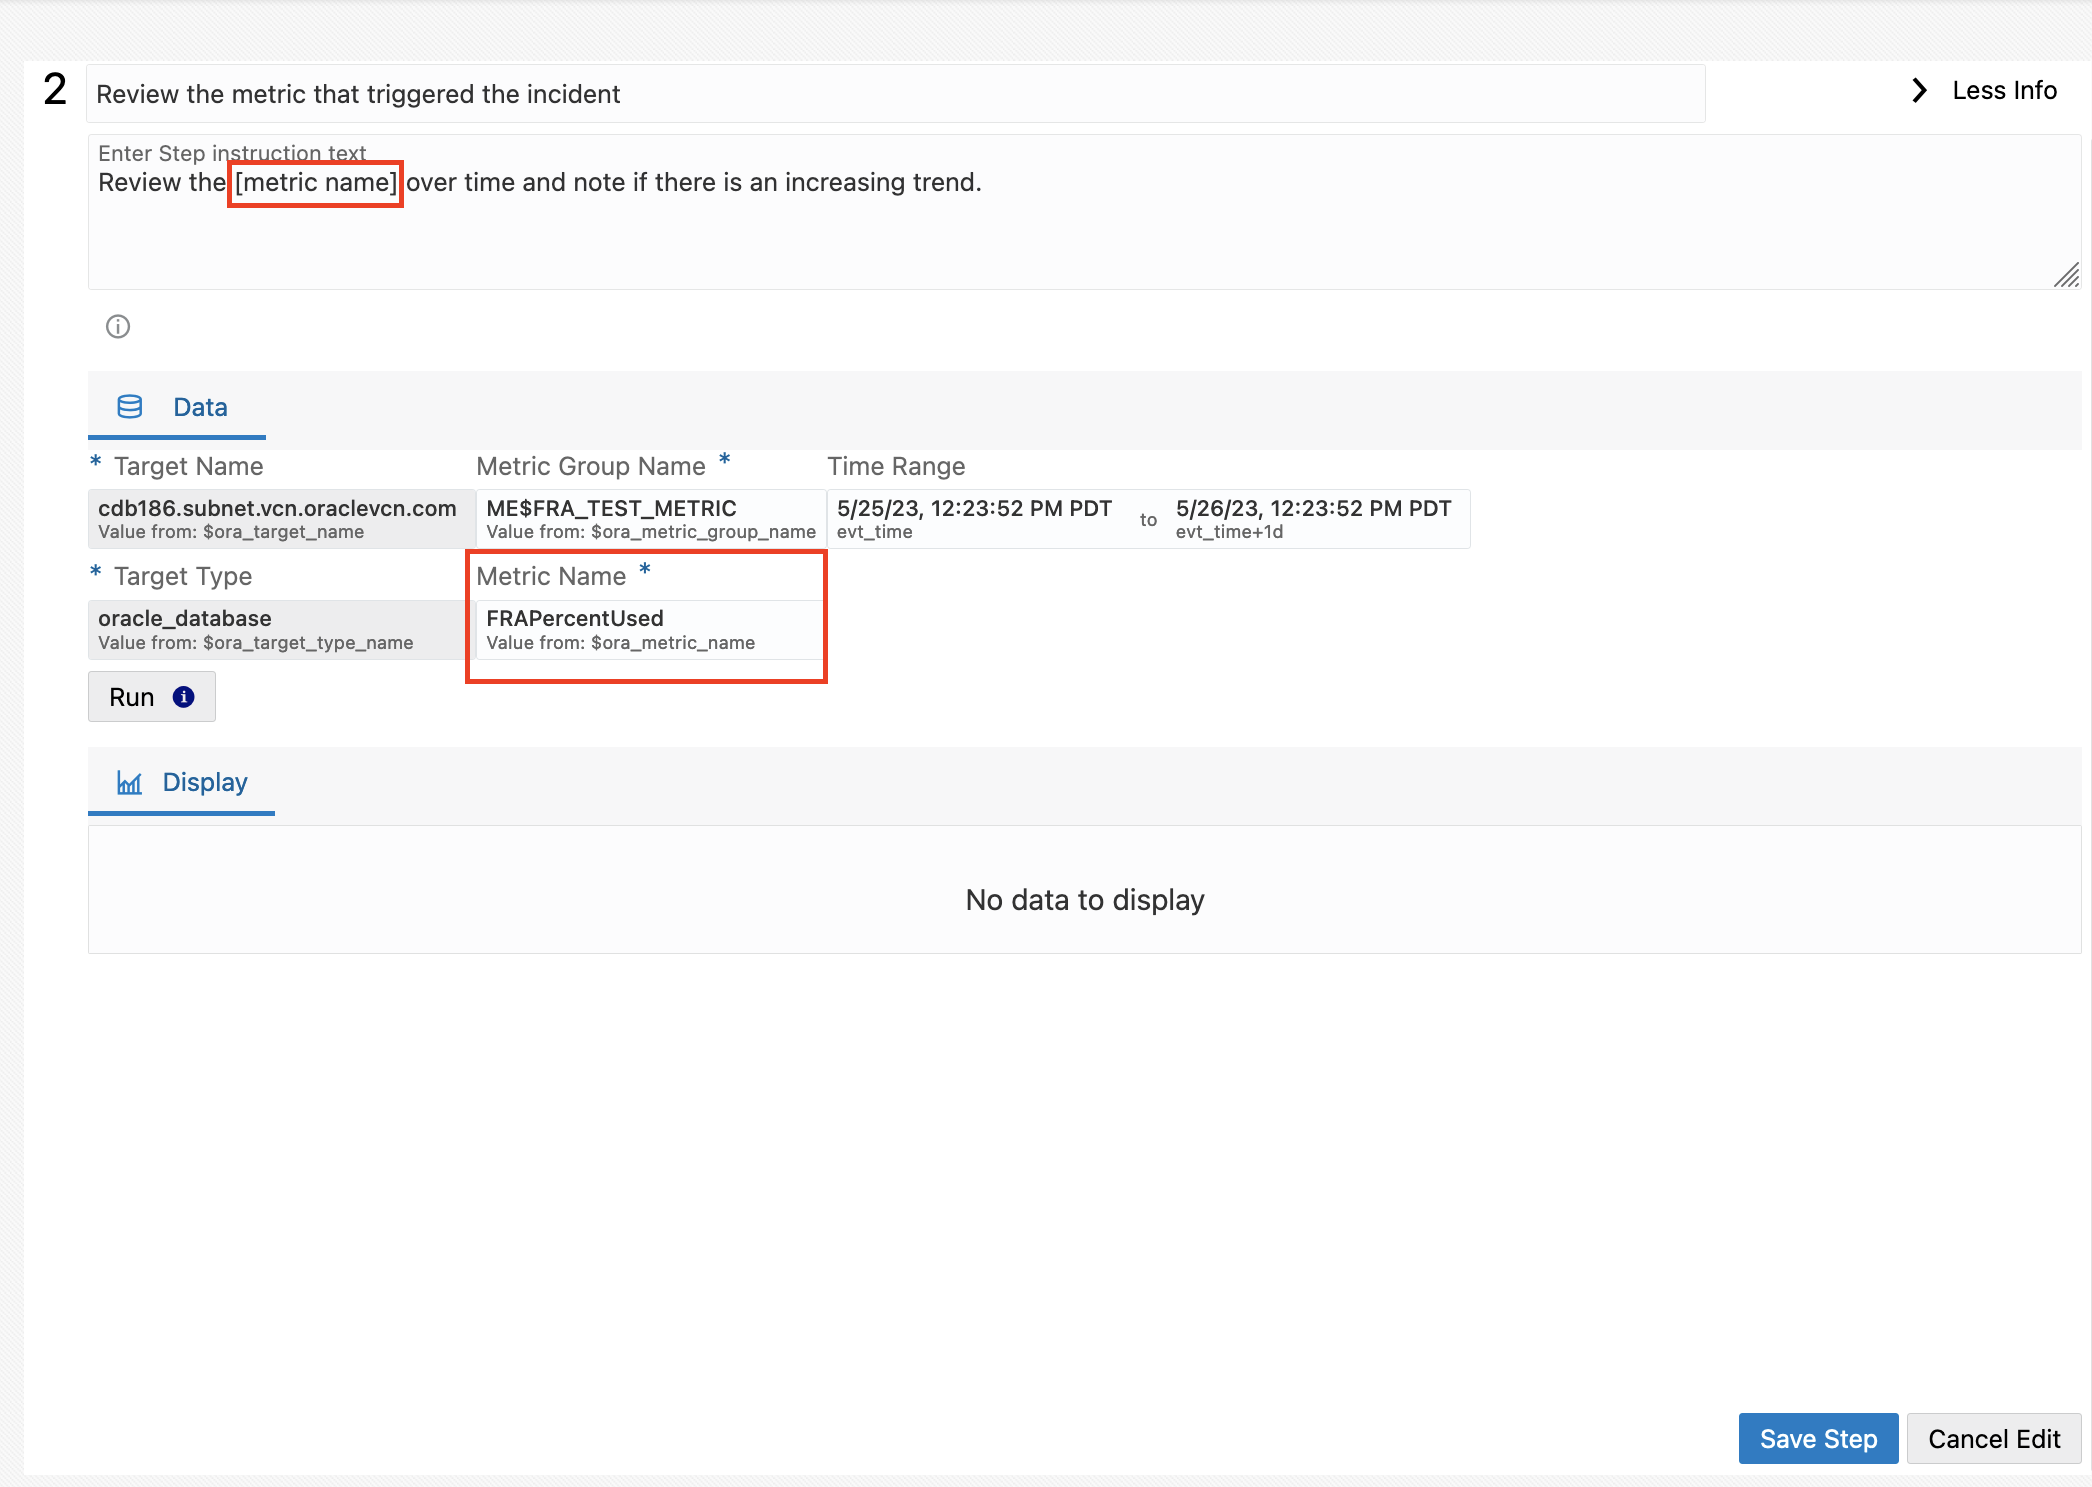 2
Review the metric that triggered the incident
Less Info
Enter Step instruction text
Review the [metric name] over time and note if there is an increasing trend.
Data
* Target Name
Metric Group Name *
Time Range
cdb186.subnet.vcn.oraclevcn.com
Value from: $ora_target_name
ME$FRA_TEST_METRIC
Value from: $ora_metric_group_name
5/25/23, 12:23:52 PM PDT
evt_time
to
5/26/23, 12:23:52 PM PDT
evt_time+1d
* Target Type
Metric Name *
oracle_database
Value from: $ora_target_type_name
FRAPercentUsed
Value from: $ora_metric_name
Run
Display
No data to display
Save Step
Cancel Edit